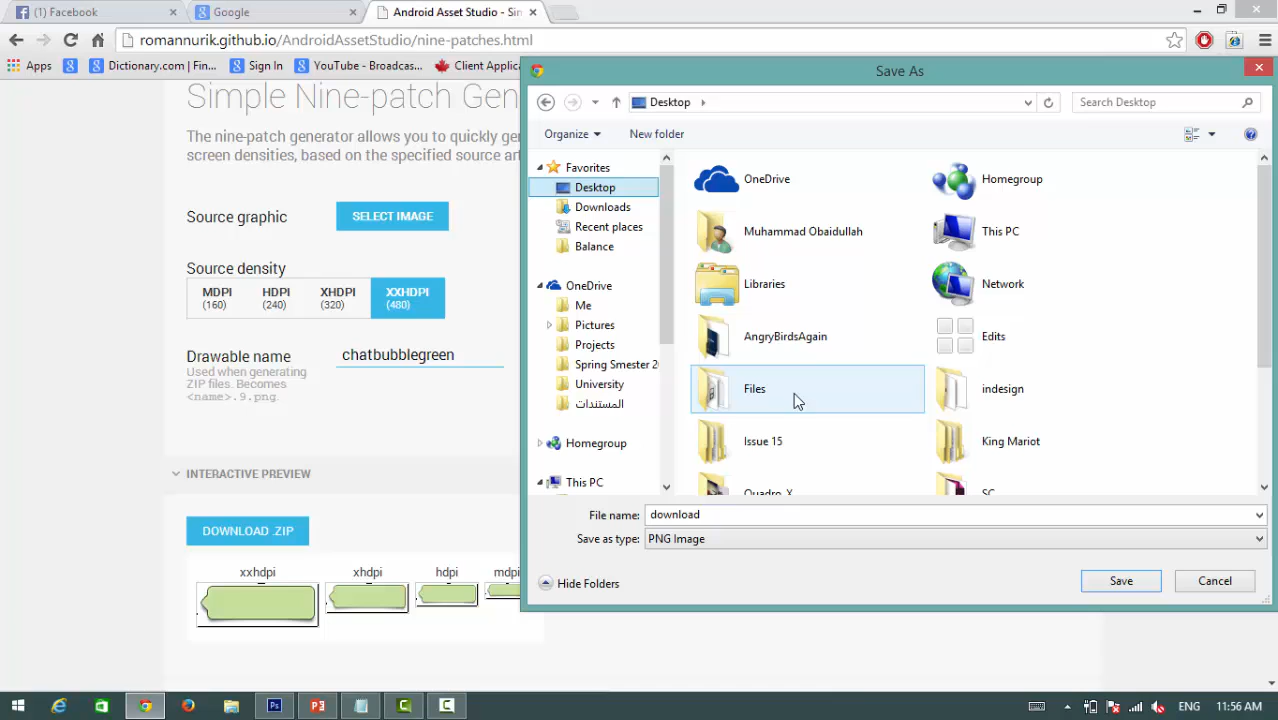 (1) Facebook
Google
Android Asset Studio - Sin
romannurik.github.io/AndroidAssetStudio/nine-patches.html
Apps
Dictionary.com | Fin...
Sign In
YouTube - Broadcas...
Client Applica
Simple Nine-patch Gen
The nine-patch generator allows you to quickly ge
screen densities, based on the specified source art
Source graphic
SELECT IMAGE
Source density
MDPI
(160)
HDPI
(240)
XHDPI
(320)
XXHDPI
(480)
Drawable name
chatbubblegreen
Used when generating
ZIP files. Becomes
<name>.9.png.
INTERACTIVE PREVIEW
DOWNLOAD .ZIP
xxhdpi
xhdpi
hdpi
mdpi
Save As
Desktop
Search Desktop
Organize
New folder
Favorites
Desktop
Downloads
Recent places
Balance
OneDrive
Me
Pictures
Projects
Spring Smester 2
University
المستندات
Homegroup
This PC
OneDrive
Homegroup
Muhammad Obaidullah
This PC
Libraries
Network
AngryBirdsAgain
Edits
Files
indesign
Issue 15
King Mariot
Quadro_X
SC
File name:
download
Save as type:
PNG Image
Hide Folders
Save
Cancel
ENG
11:56 AM